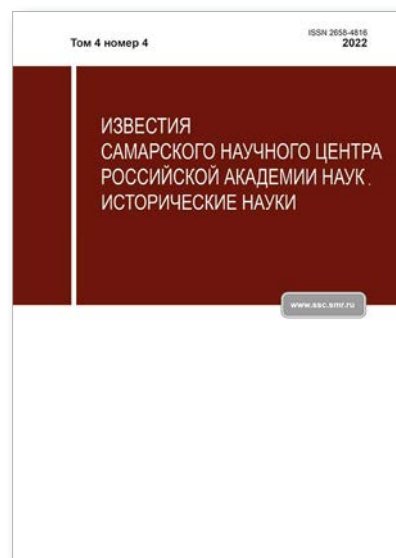 ISSN 2658-4816
Том 4 номер 4 2022
ИЗВЕСТИЯ
САМАРСКОГО НАУЧНОГО ЦЕНТРА
РОССИЙСКОЙ АКАДЕМИИ НАУК.
ИСТОРИЧЕСКИЕ НАУКИ
www.ssc.smr.ru